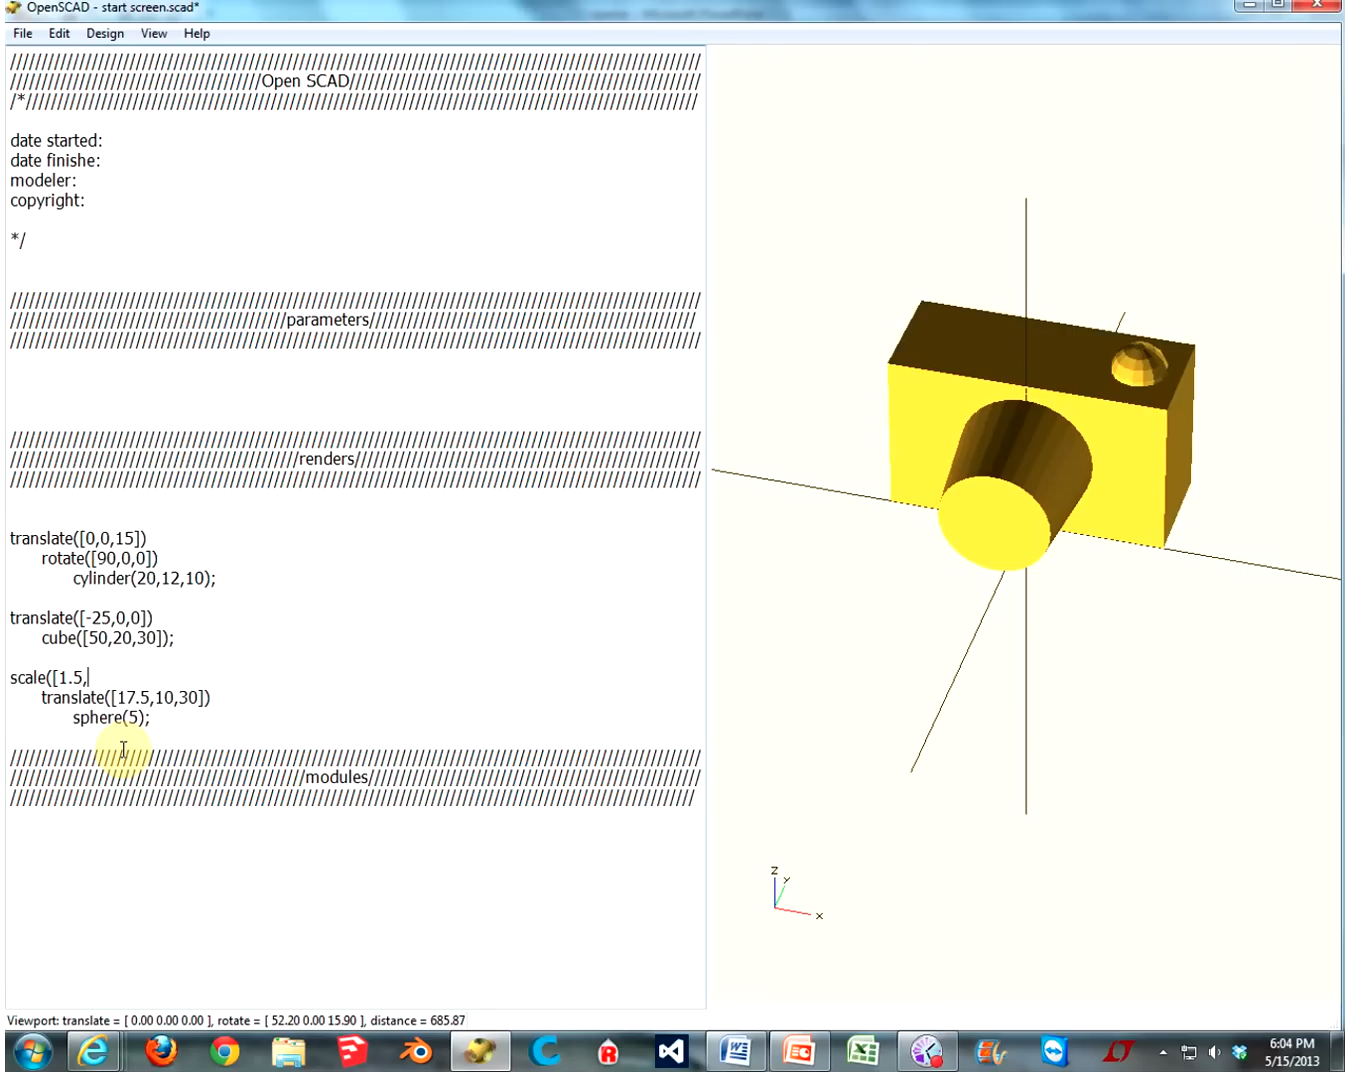 OpenSCAD - start screen.scad*
File Edit Design View Help
////////////////////////////////////////////////////////////////////////////////////////////////////////////////
/////////////////////////////////////////Open SCAD/////////////////////////////////////////////////////////
/*/////////////////////////////////////////////////////////////////////////////////////////////////////////////
date started:
date finishe:
modeler:
copyright:
*/
////////////////////////////////////////////////////////////////////////////////////////////////////////////////
/////////////////////////////////////////////parameters/////////////////////////////////////////////////////
////////////////////////////////////////////////////////////////////////////////////////////////////////////////
////////////////////////////////////////////////////////////////////////////////////////////////////////////////
///////////////////////////////////////////////renders////////////////////////////////////////////////////////
////////////////////////////////////////////////////////////////////////////////////////////////////////////////
translate([0,0,15])
rotate([90,0,0])
cylinder(20,12,10);
translate([-25,0,0])
cube([50,20,30]);
scale([1.5,
translate([17.5,10,30])
sphere(5);
////////////////////////////////////////////////////////////////////////////////////////////////////////////////
////////////////////////////////////////////////modules/////////////////////////////////////////////////////
///////////////////////////////////////////////////////////////////////////////////////////////////////////////
z
y
x
Viewport: translate = [ 0.00 0.00 0.00 ], rotate = [ 52.20 0.00 15.90 ], distance = 685.87
6:04 PM
5/15/2013